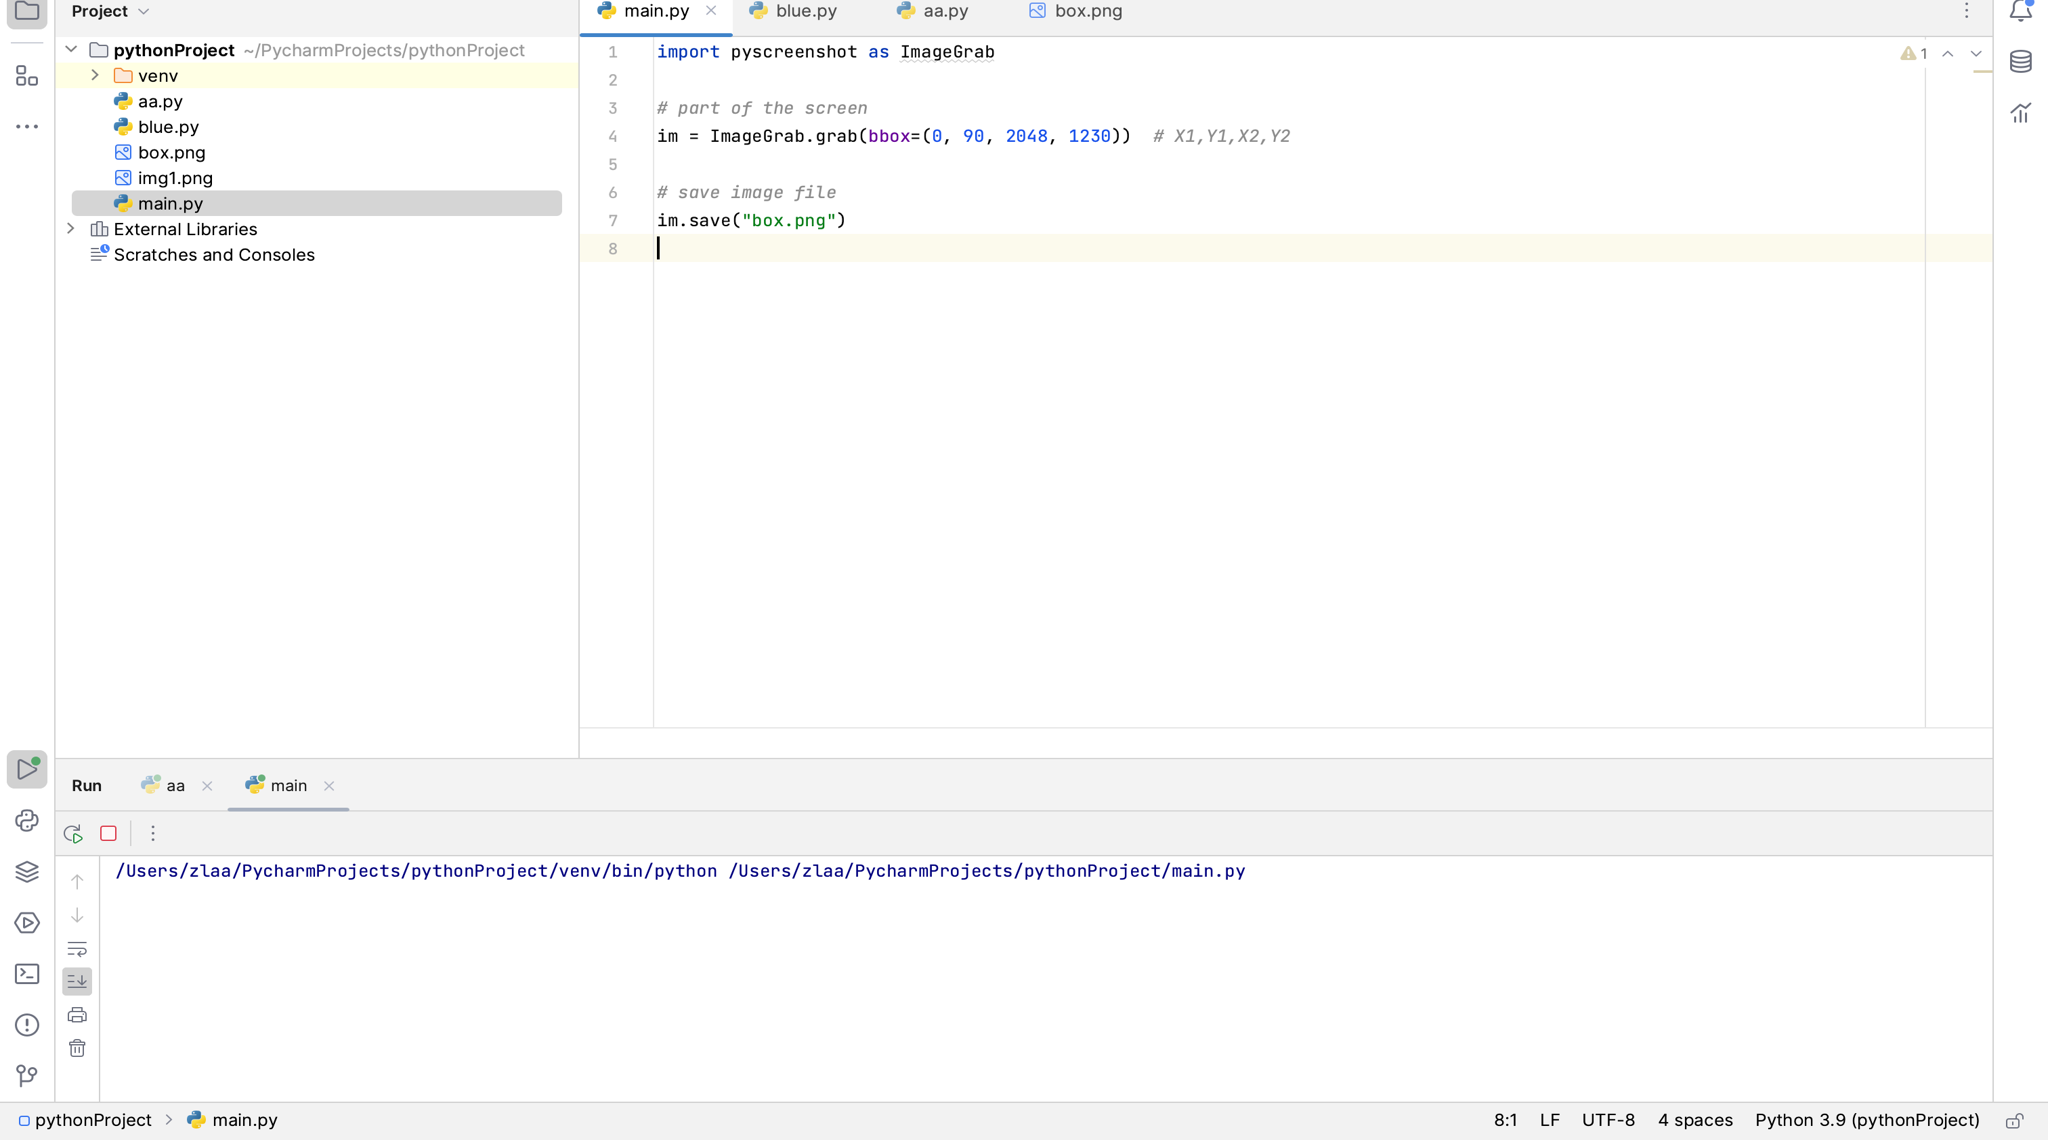 Project
main.py
blue.py
aa.py
box.png
pythonProject ~/PycharmProjects/pythonProject
venv
aa.py
blue.py
box.png
img1.png
main.py
External Libraries
Scratches and Consoles
1 import pyscreenshot as ImageGrab
2
3 # part of the screen
4 im = ImageGrab.grab(bbox=(0, 90, 2048, 1230))  # X1,Y1,X2,Y2
5
6 # save image file
7 im.save("box.png")
8
1
Run aa main
/Users/zlaa/PycharmProjects/pythonProject/venv/bin/python /Users/zlaa/PycharmProjects/pythonProject/main.py
pythonProject > main.py
8:1 LF UTF-8 4 spaces Python 3.9 (pythonProject)